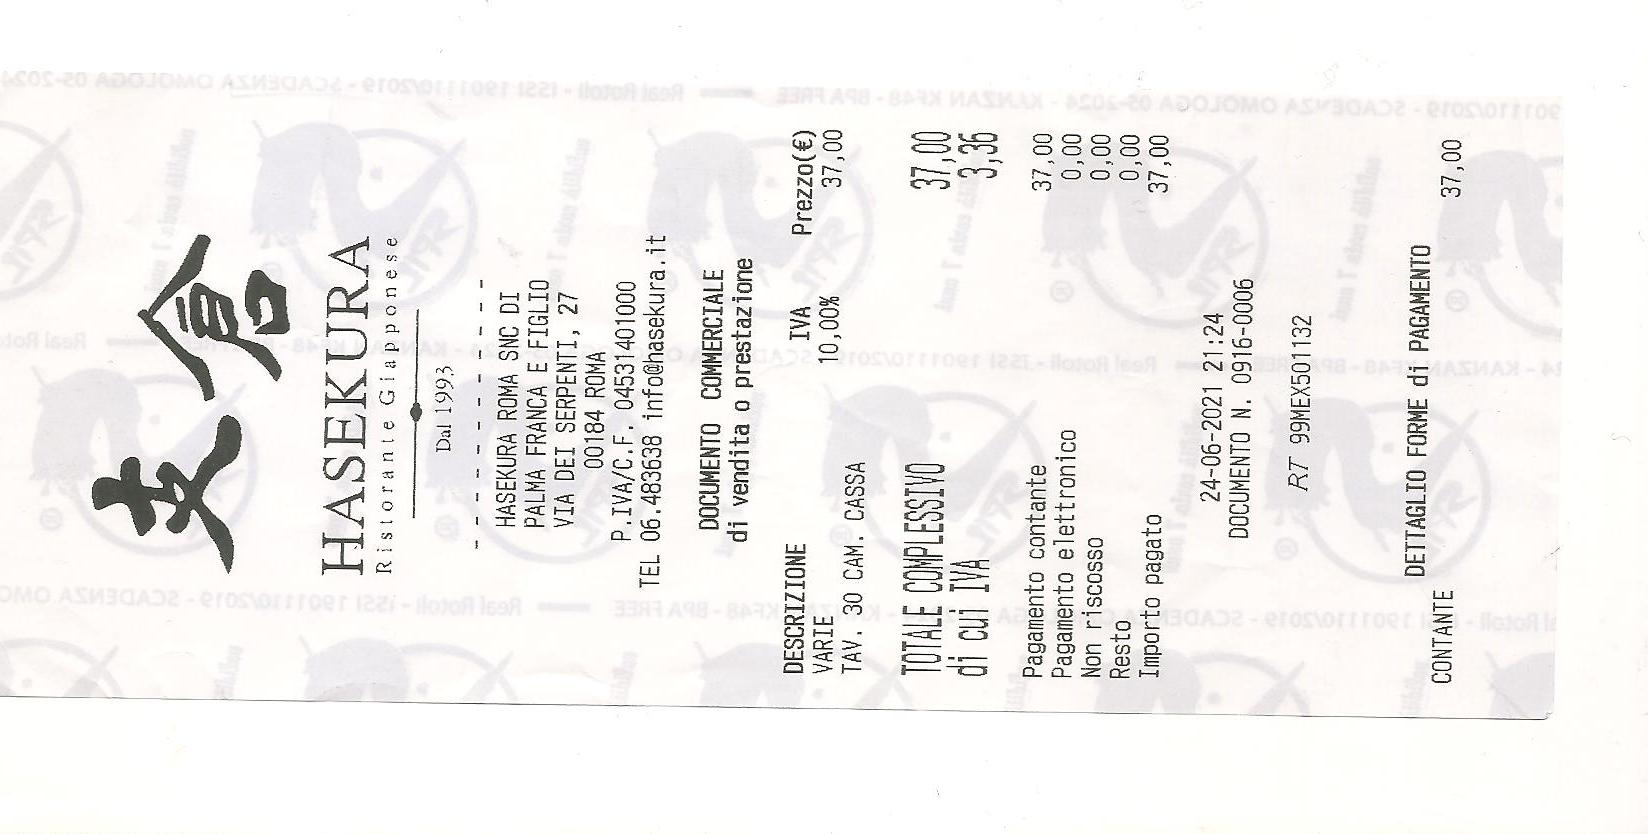 支倉
HASEKURA
Ristorante Giapponese
Dal 1993
- - - - - - - - - - - - - -
HASEKURA ROMA SNC DI
PALMA FRANCA E FIGLIO
VIA DEI SERPENTI, 27
00184 ROMA
P.IVA/C.F. 04531401000
TEL 06.483638 info@hasekura.it
DOCUMENTO COMMERCIALE
di vendita o prestazione
DESCRIZIONE IVA Prezzo(€)
VARIE 10,00% 37,00
TAV. 30 CAM. CASSA
TOTALE COMPLESSIVO 37,00
di cui IVA 3,36
Pagamento contante 37,00
Pagamento elettronico 0,00
Non riscosso 0,00
Resto 0,00
Importo pagato 37,00
24-06-2021 21:24
DOCUMENTO N. 0916-0006
RT 99MEX501132
DETTAGLIO FORME di PAGAMENTO
CONTANTE 37,00